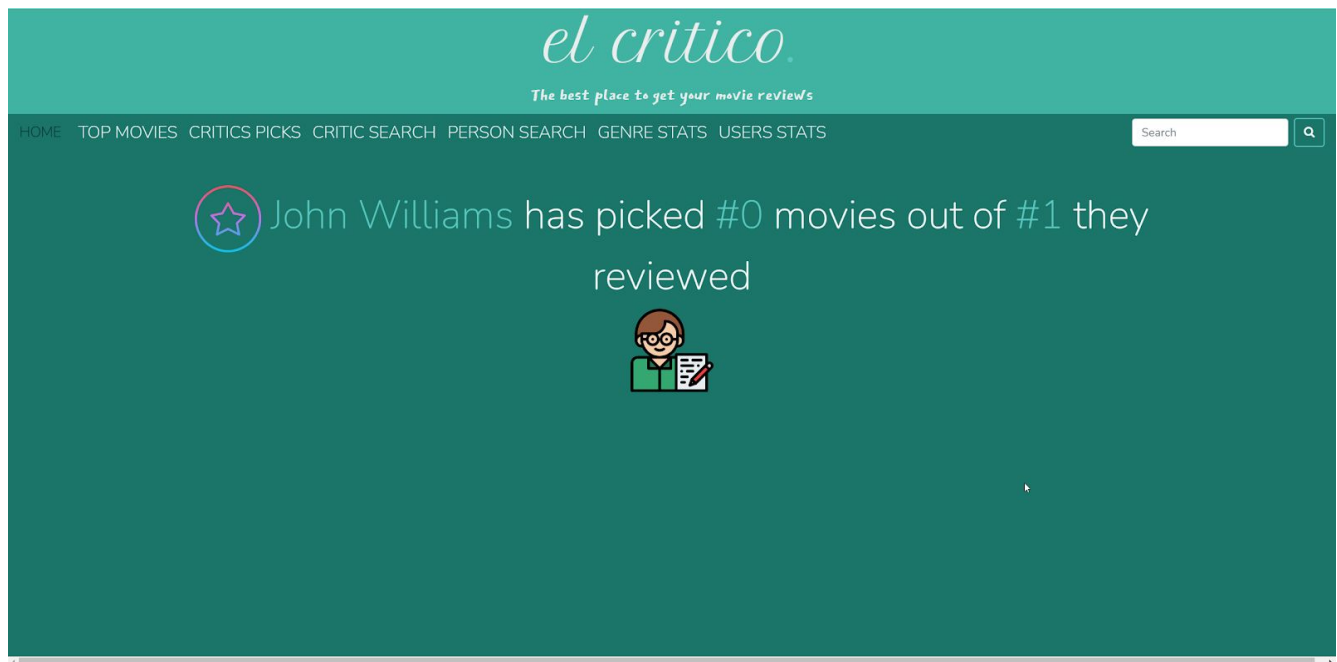 el critico.
The best place to get your movie reviews
HOME TOP MOVIES CRITICS PICKS CRITIC SEARCH PERSON SEARCH GENRE STATS USERS STATS Search
John Williams has picked #0 movies out of #1 they
reviewed